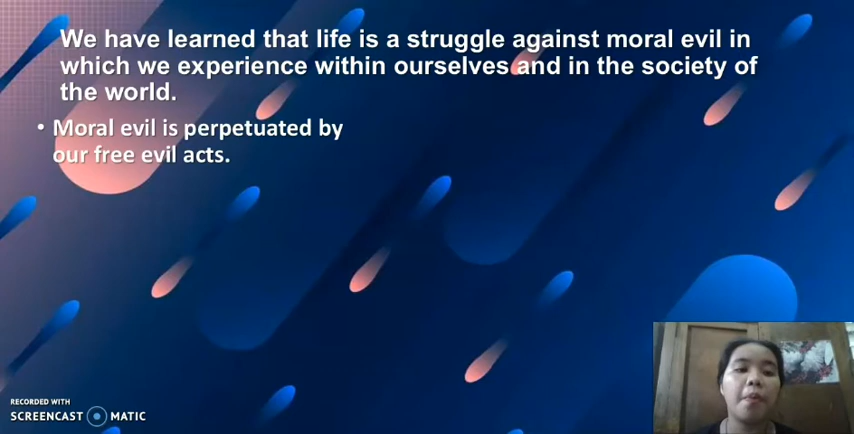 We have learned that life is a struggle against moral evil in
which we experience within ourselves and in the society of
the world.
• Moral evil is perpetuated by
our free evil acts.
RECORDED WITH
SCREENCAST MATIC